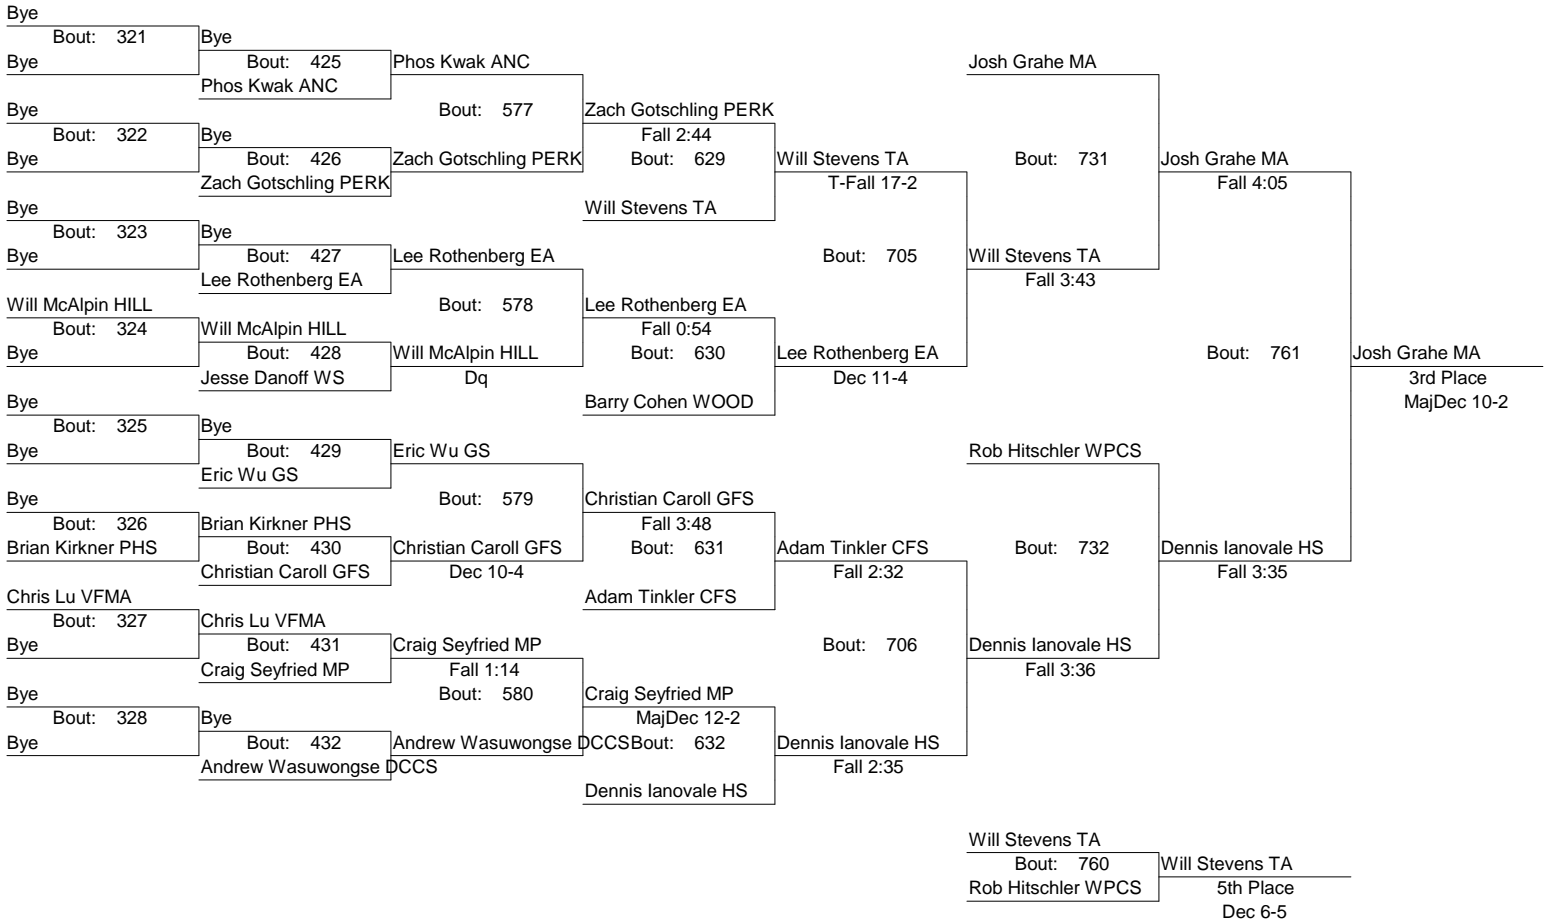 Bye
Bout: 321 Bye
Bye Bout: 425 Phos Kwak ANC Josh Grahe MA
Phos Kwak ANC
Bye Bout: 577 Zach Gotschling PERK
Bout: 322 Bye Fall 2:44
Bye Bout: 426 Zach Gotschling PERK Bout: 629 Will Stevens TA Bout: 731 Josh Grahe MA
Zach Gotschling PERK T-Fall 17-2 Fall 4:05
Bye Will Stevens TA
Bout: 323 Bye
Bye Bout: 427 Lee Rothenberg EA Bout: 705 Will Stevens TA
Lee Rothenberg EA Fall 3:43
Will McAlpin HILL Bout: 578 Lee Rothenberg EA
Bout: 324 Will McAlpin HILL Fall 0:54
Bye Bout: 428 Will McAlpin HILL Bout: 630 Lee Rothenberg EA Bout: 761 Josh Grahe MA
Jesse Danoff WS Dq Dec 11-4 3rd Place
Bye Barry Cohen WOOD MajDec 10-2
Bout: 325 Bye
Bye Bout: 429 Eric Wu GS Rob Hitschler WPCS
Eric Wu GS
Bye Bout: 579 Christian Caroll GFS
Bout: 326 Brian Kirkner PHS Fall 3:48
Brian Kirkner PHS Bout: 430 Christian Caroll GFS Bout: 631 Adam Tinkler CFS Bout: 732 Dennis Ianovale HS
Christian Caroll GFS Dec 10-4 Fall 2:32 Fall 3:35
Chris Lu VFMA Adam Tinkler CFS
Bout: 327 Chris Lu VFMA
Bye Bout: 431 Craig Seyfried MP Bout: 706 Dennis Ianovale HS
Craig Seyfried MP Fall 1:14 Fall 3:36
Bye Bout: 580 Craig Seyfried MP
Bout: 328 Bye MajDec 12-2
Bye Bout: 432 Andrew Wasuwongse DCCS Bout: 632 Dennis Ianovale HS
Andrew Wasuwongse DCCS Fall 2:35
Dennis Ianovale HS
Will Stevens TA
Bout: 760 Will Stevens TA
Rob Hitschler WPCS 5th Place
Dec 6-5